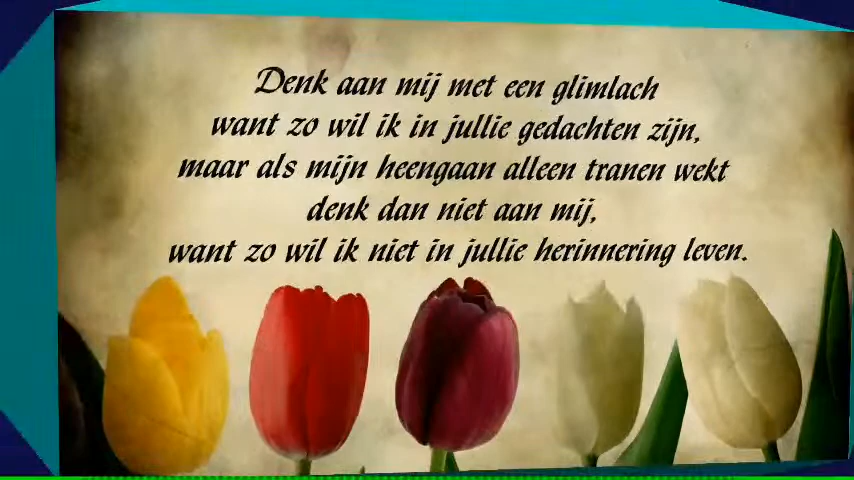 Denk aan mij met een glimlach
want zo wil ik in jullie gedachten zijn,
maar als mijn heengaan alleen tranen wekt
denk dan niet aan mij,
want zo wil ik niet in jullie herinnering leven.